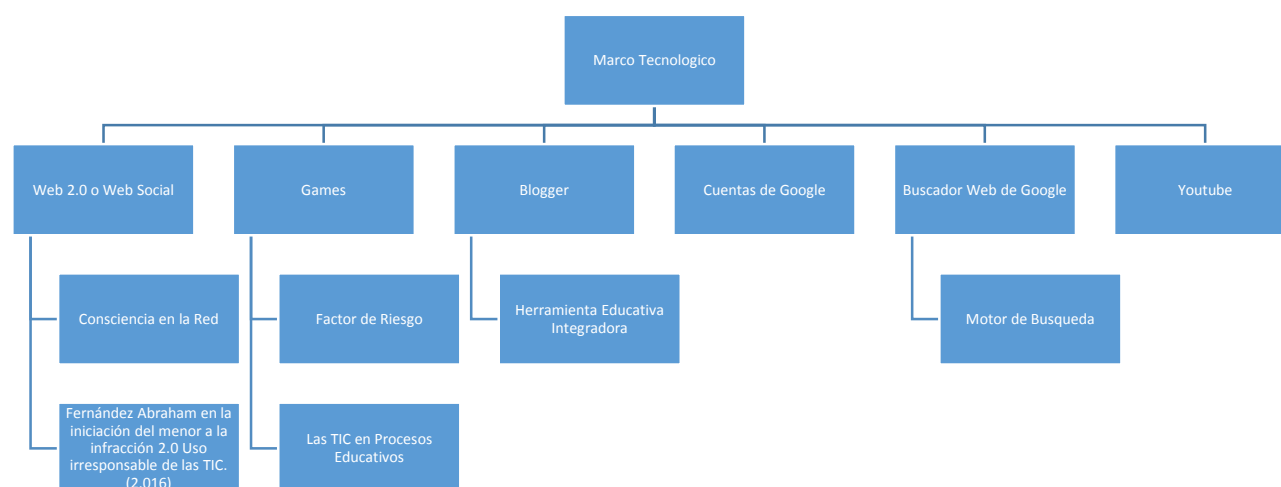 Marco Tecnologico
Web 2.0 o Web Social
Games
Blogger
Cuentas de Google
Buscador Web de Google
Youtube
Consciencia en la Red
Factor de Riesgo
Herramienta Educativa
Integradora
Motor de Busqueda
Fernández Abraham en la
iniciación del menor a la
infracción 2.0 Uso
irresponsable de las TIC.
(2.016)
Las TIC en Procesos
Educativos